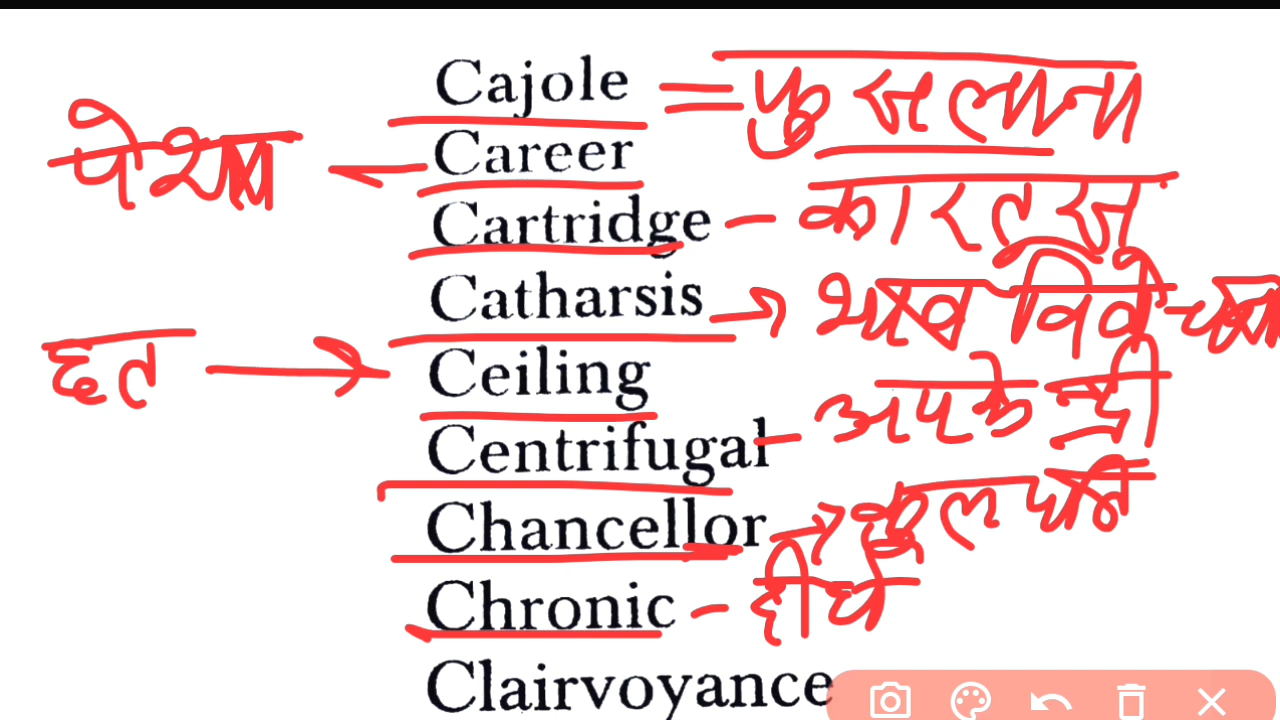 Cajole = फुसलाना
पेशा - Career
Cartridge - कारतूस
Catharsis → भाव विवेचन
छत → Ceiling
Centrifugal - अपकेन्द्री
Chancellor → कुलपति
Chronic - दीर्घ
Clairvoyance